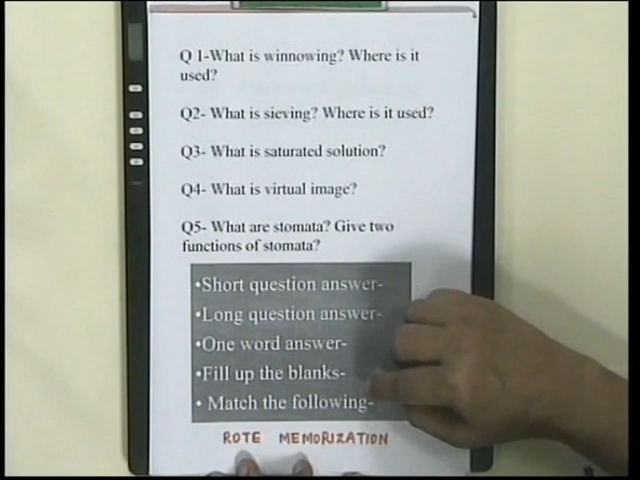 Q 1-What is winnowing? Where is it
used?
Q2- What is sieving? Where is it used?
Q3- What is saturated solution?
Q4- What is virtual image?
Q5- What are stomata? Give two
functions of stomata?
•Short question answer-
•Long question answer-
•One word answer-
•Fill up the blanks-
• Match the following-
ROTE MEMORIZATION